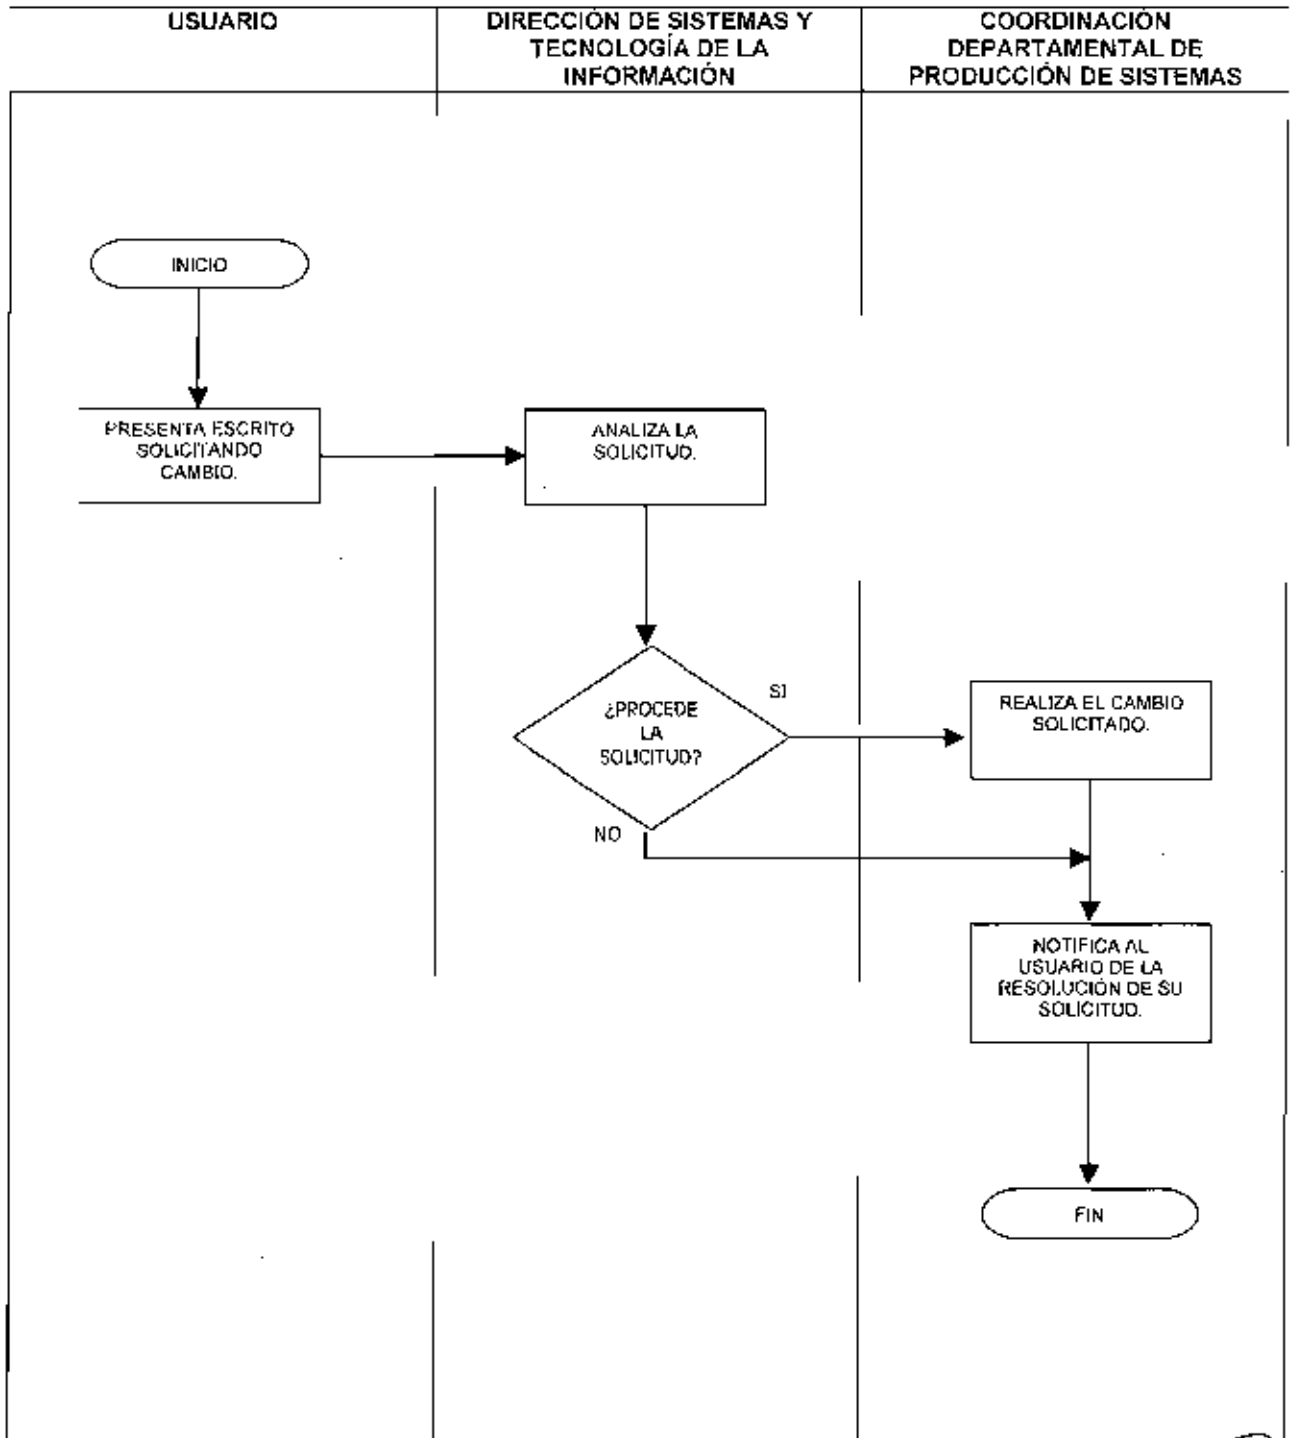 USUARIO
DIRECCIÓN DE SISTEMAS Y
TECNOLOGÍA DE LA
INFORMACIÓN
COORDINACIÓN
DEPARTAMENTAL DE
PRODUCCIÓN DE SISTEMAS
INICIO
PRESENTA ESCRITO
SOLICITANDO
CAMBIO.
ANALIZA LA
SOLICITUD.
¿PROCEDE
LA
SOLICITUD?
SI
NO
REALIZA EL CAMBIO
SOLICITADO.
NOTIFICA AL
USUARIO DE LA
RESOLUCIÓN DE SU
SOLICITUD.
FIN